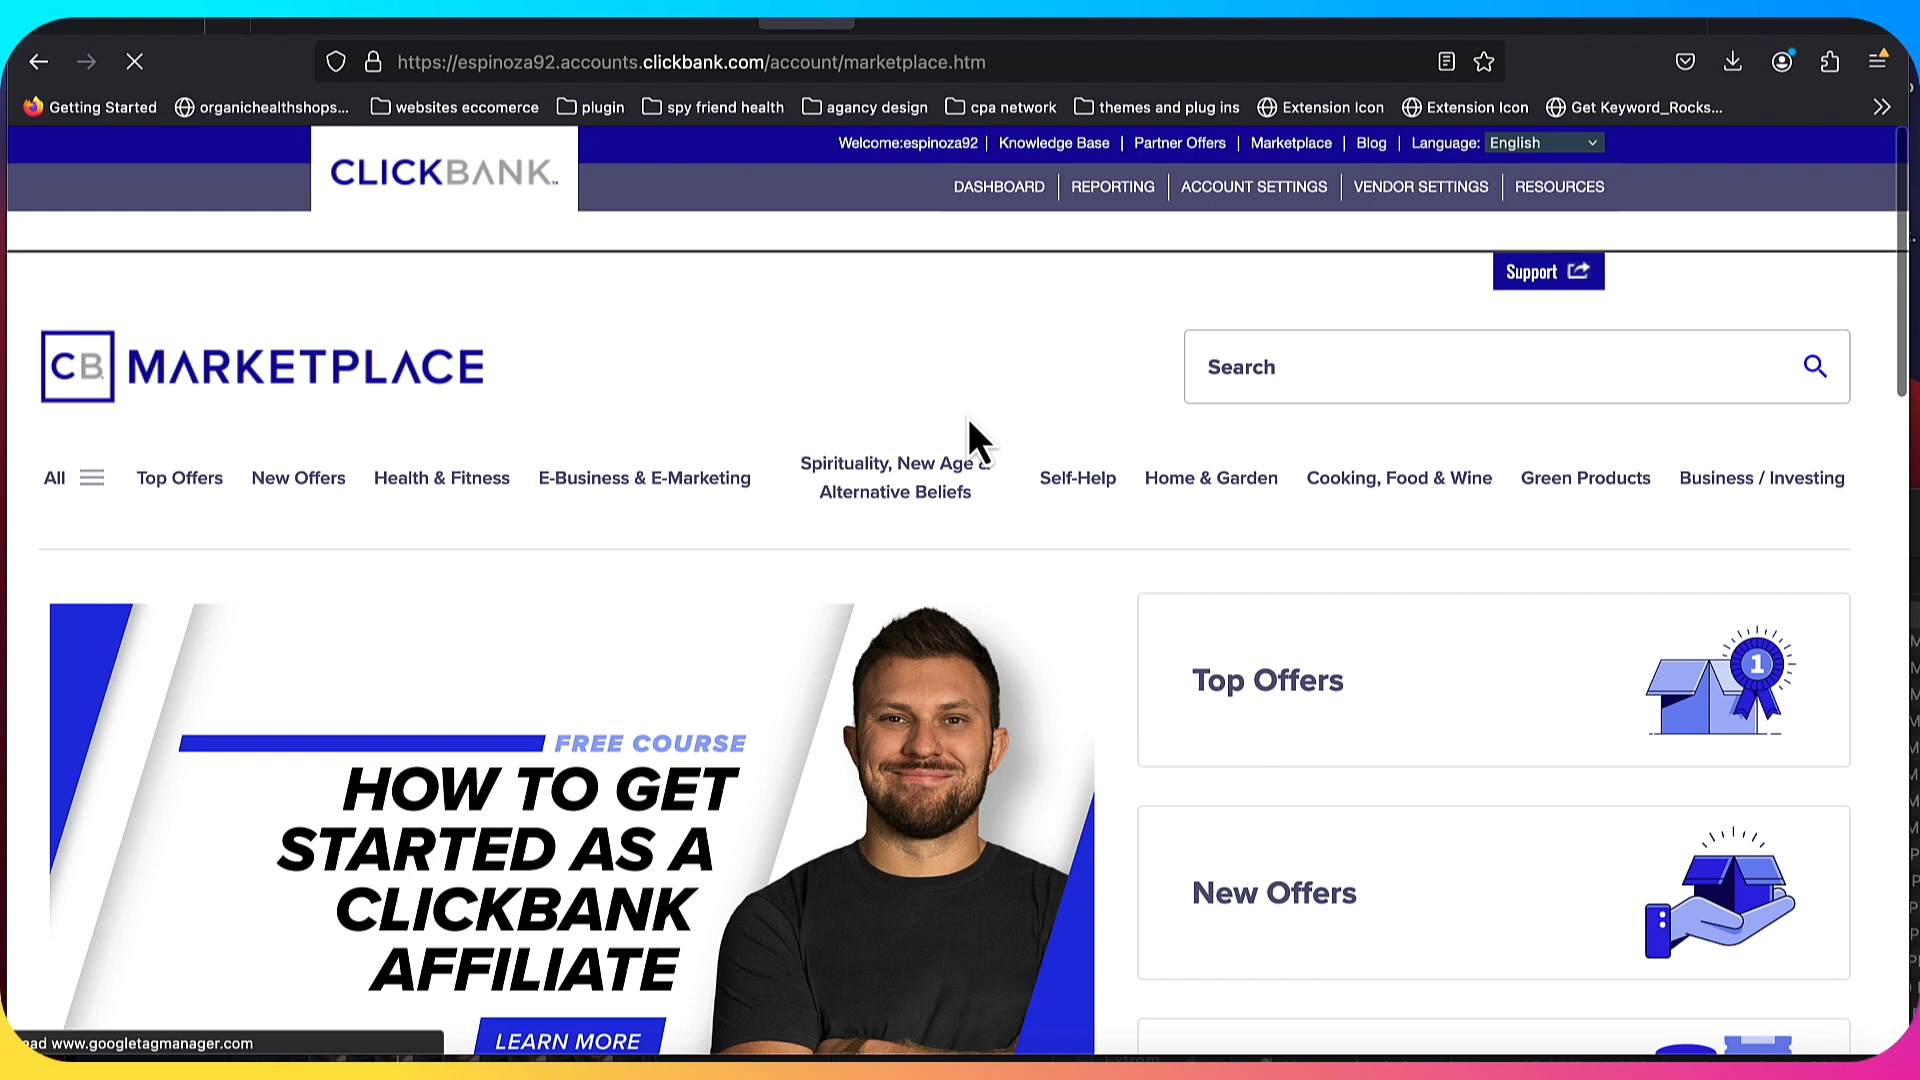 https://espinoza92.accounts.clickbank.com/account/marketplace.htm
Getting Started organichealthshops... websites eccomerce plugin spy friend health agancy design cpa network themes and plug ins Extension Icon Extension Icon Get Keyword_Rocks...
Welcome:espinoza92 | Knowledge Base | Partner Offers | Marketplace | Blog | Language: English
CLICKBANK
DASHBOARD REPORTING ACCOUNT SETTINGS VENDOR SETTINGS RESOURCES
Support
CB MARKETPLACE
Search
All Top Offers New Offers Health & Fitness E-Business & E-Marketing
Spirituality, New Age &
Alternative Beliefs
Self-Help Home & Garden Cooking, Food & Wine Green Products Business / Investing
FREE COURSE
HOW TO GET
STARTED AS A
CLICKBANK
AFFILIATE
LEARN MORE
Top Offers
1
New Offers
www.googletagmanager.com